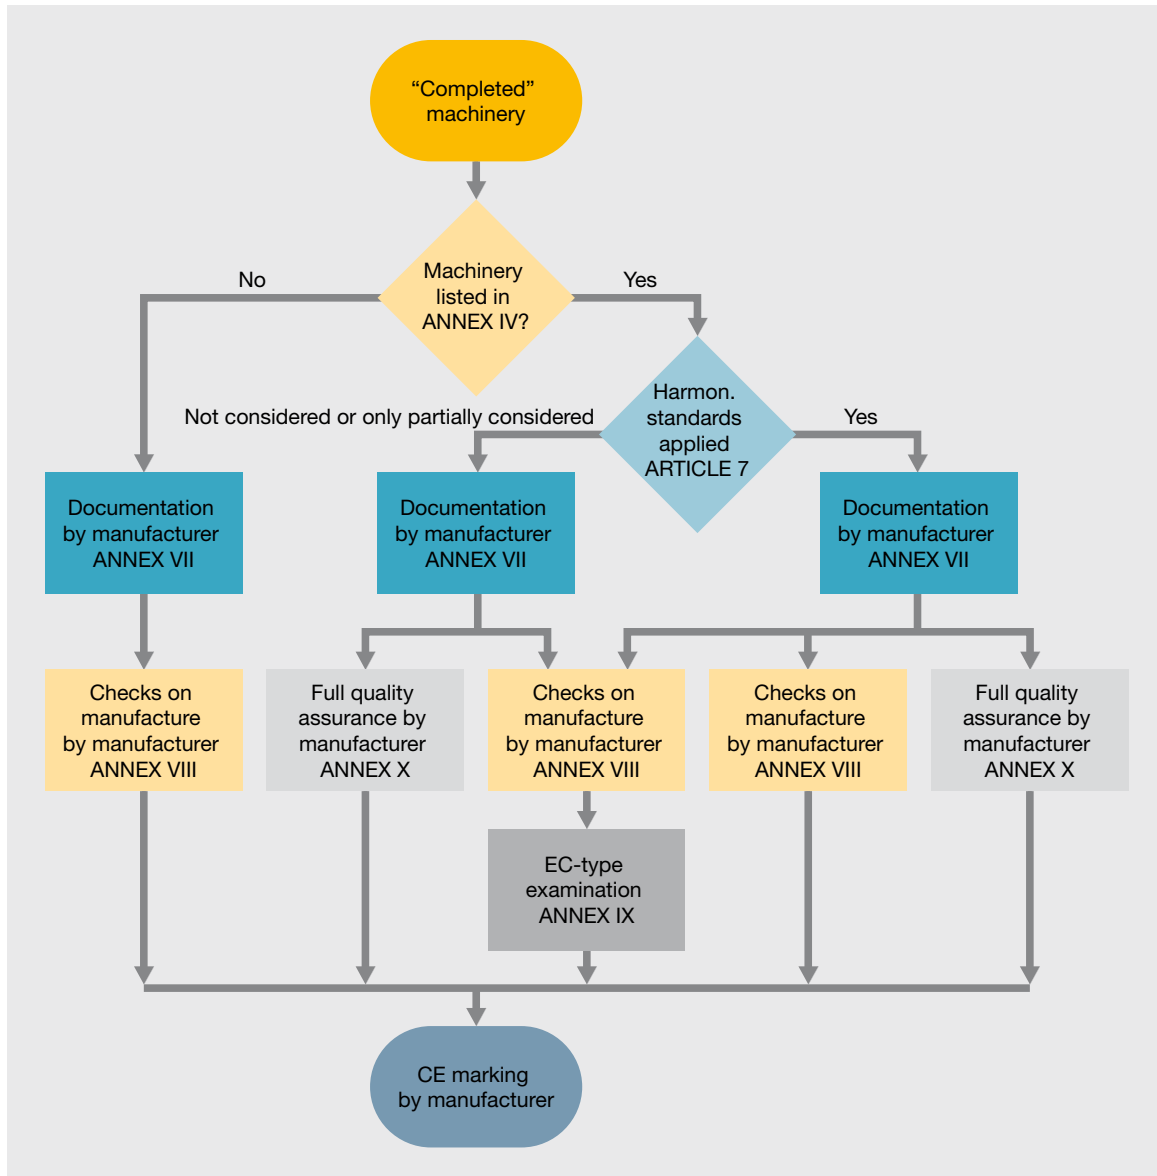 “Completed”
machinery
No
Machinery
listed in
ANNEX IV?
Yes
Not considered or only partially considered
Harmon.
standards
applied
ARTICLE 7
Yes
Documentation
by manufacturer
ANNEX VII
Documentation
by manufacturer
ANNEX VII
Documentation
by manufacturer
ANNEX VII
Checks on
manufacture
by manufacturer
ANNEX VIII
Full quality
assurance by
manufacturer
ANNEX X
Checks on
manufacture
by manufacturer
ANNEX VIII
Checks on
manufacture
by manufacturer
ANNEX VIII
Full quality
assurance by
manufacturer
ANNEX X
EC-type
examination
ANNEX IX
CE marking
by manufacturer